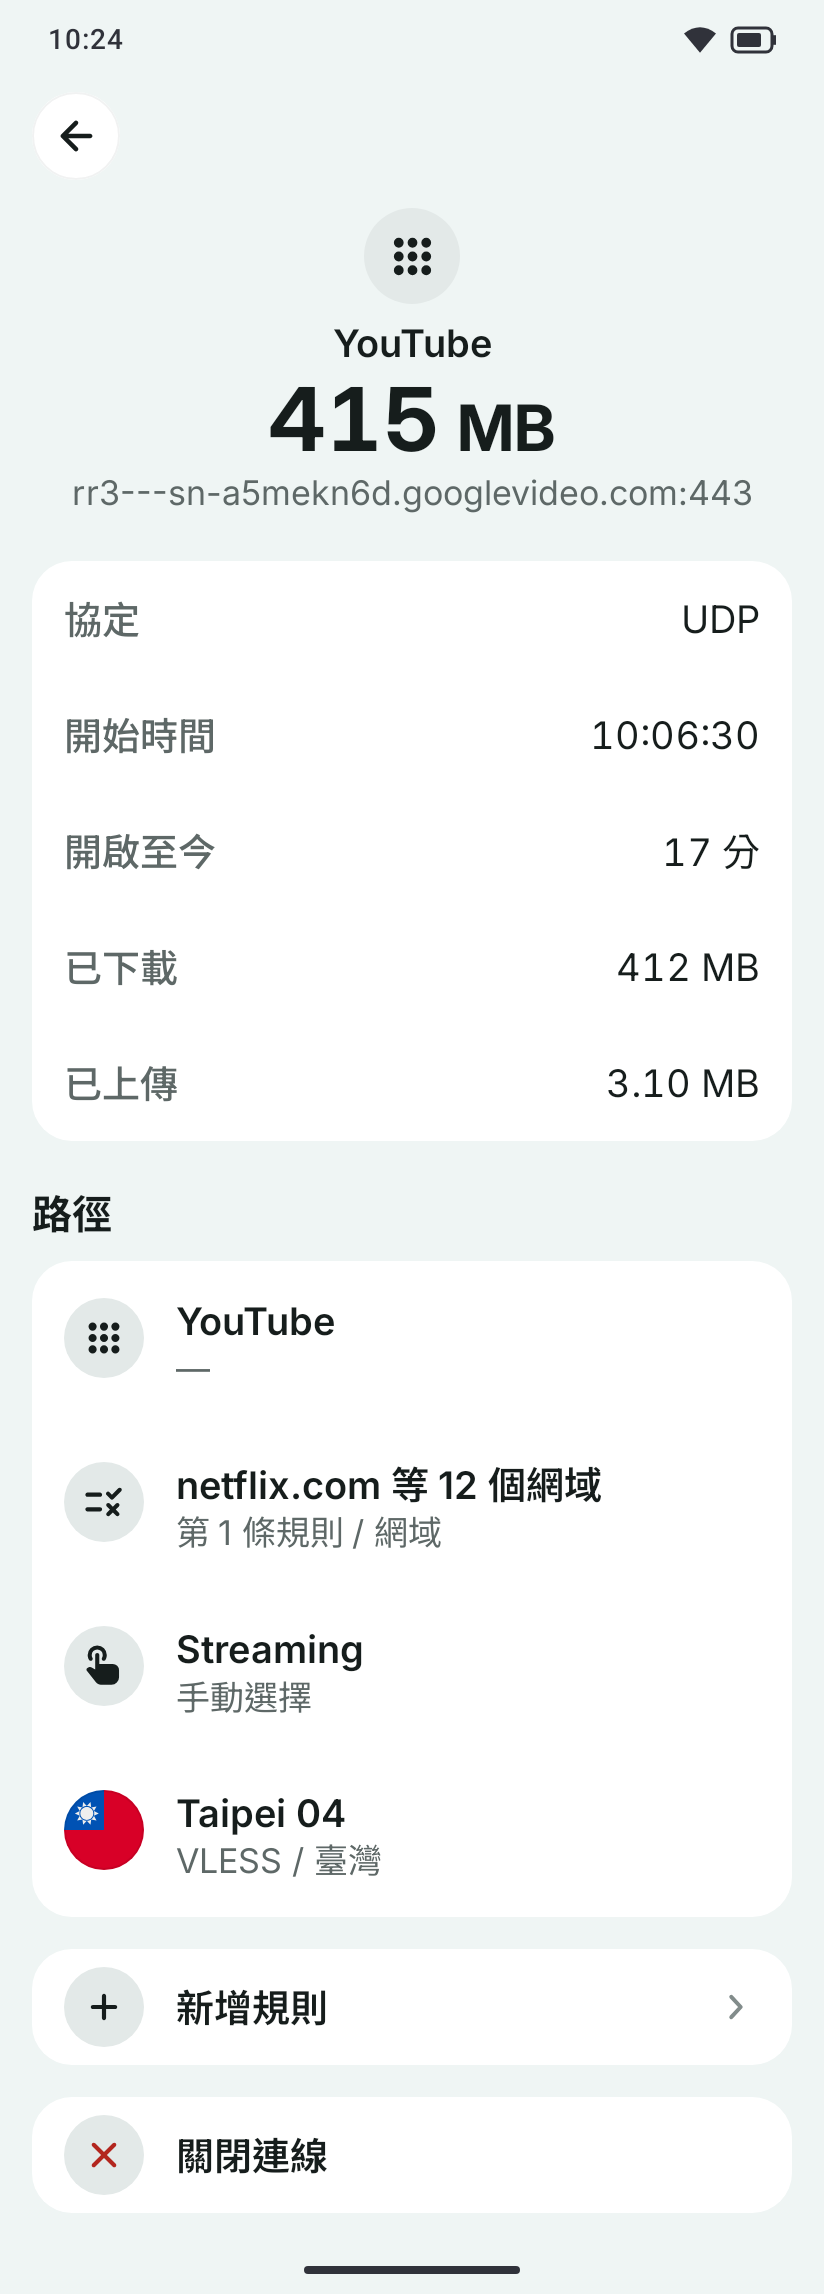 10:24
YouTube
415 MB
rr3---sn-a5mekn6d.googlevideo.com:443
協定 UDP
開始時間 10:06:30
開啟至今 17 分
已下載 412 MB
已上傳 3.10 MB
路徑
YouTube
—
netflix.com 等 12 個網域
第 1 條規則 / 網域
Streaming
手動選擇
Taipei 04
VLESS / 臺灣
新增規則
關閉連線